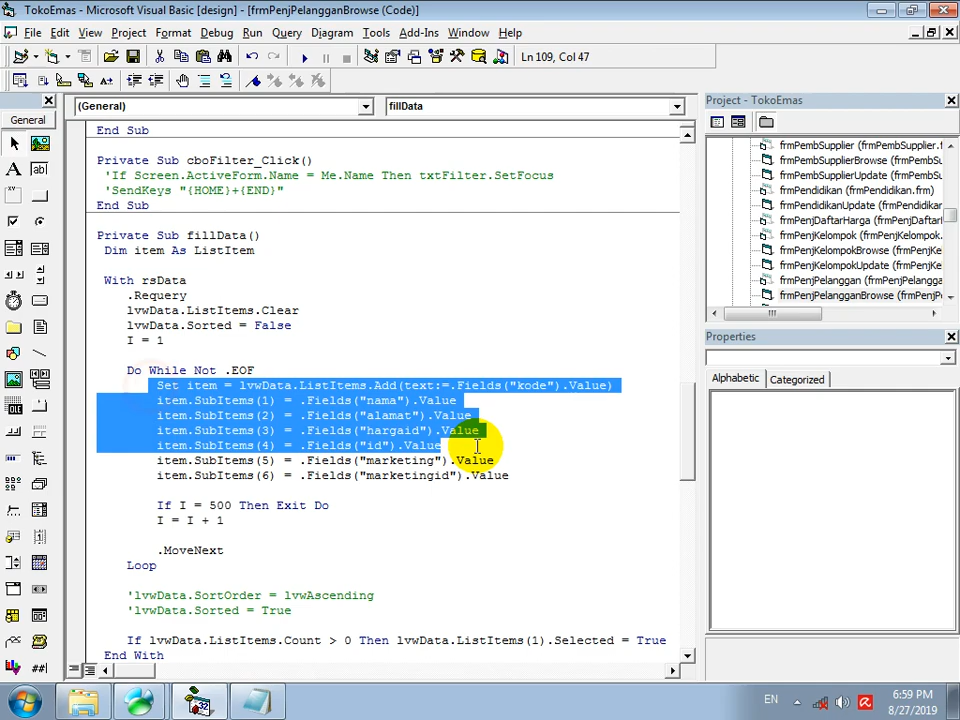 TokoEmas - Microsoft Visual Basic [design] - [frmPenjPelangganBrowse (Code)]
File Edit View Project Format Debug Run Query Diagram Tools Add-Ins Window Help
Ln 109, Col 47
General
(General)
fillData
End Sub
Private Sub cboFilter_Click()
'If Screen.ActiveForm.Name = Me.Name Then txtFilter.SetFocus
'SendKeys "{HOME}+{END}"
End Sub
Private Sub fillData()
Dim item As ListItem
With rsData
.Requery
lvwData.ListItems.Clear
lvwData.Sorted = False
I = 1
Do While Not .EOF
Set item = lvwData.ListItems.Add(text:=.Fields("kode").Value)
item.SubItems(1) = .Fields("nama").Value
item.SubItems(2) = .Fields("alamat").Value
item.SubItems(3) = .Fields("hargaid").Value
item.SubItems(4) = .Fields("id").Value
item.SubItems(5) = .Fields("marketing").Value
item.SubItems(6) = .Fields("marketingid").Value
If I = 500 Then Exit Do
I = I + 1
.MoveNext
Loop
'lvwData.SortOrder = lvwAscending
'lvwData.Sorted = True
If lvwData.ListItems.Count > 0 Then lvwData.ListItems(1).Selected = True
End With
Project - TokoEmas
frmPembSupplier (frmPembSupplier.f
frmPembSupplierBrowse (frmPembSu
frmPembSupplierUpdate (frmPembSu
frmPendidikan (frmPendidikan.frm)
frmPendidikanUpdate (frmPendidikan
frmPenjDaftarHarga (frmPenjDaftarH
frmPenjKelompok (frmPenjKelompok.
frmPenjKelompokBrowse (frmPenjKel
frmPenjKelompokUpdate (frmPenjKel
frmPenjPelanggan (frmPenjPelangga
frmPenjPelangganBrowse (frmPenjPe
Properties
Alphabetic Categorized
EN
6:59 PM
8/27/2019